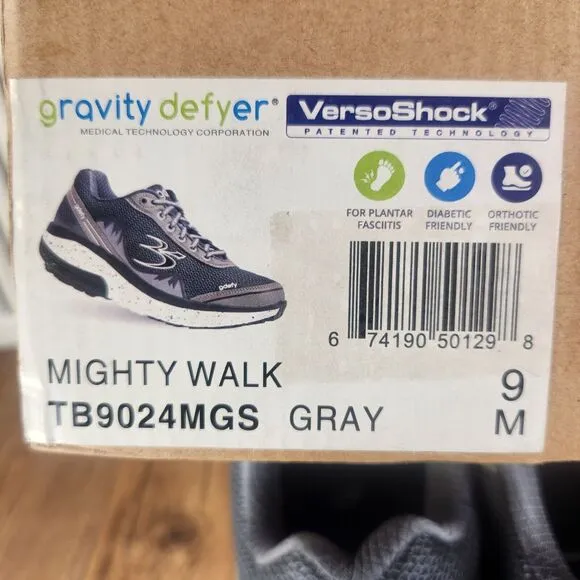 gravity defyer®
MEDICAL TECHNOLOGY CORPORATION
VersoShock®
PATENTED TECHNOLOGY
FOR PLANTAR
FASCIITIS
DIABETIC
FRIENDLY
ORTHOTIC
FRIENDLY
gdefy
6 74190 50129 8
MIGHTY WALK
TB9024MGS GRAY
9
M